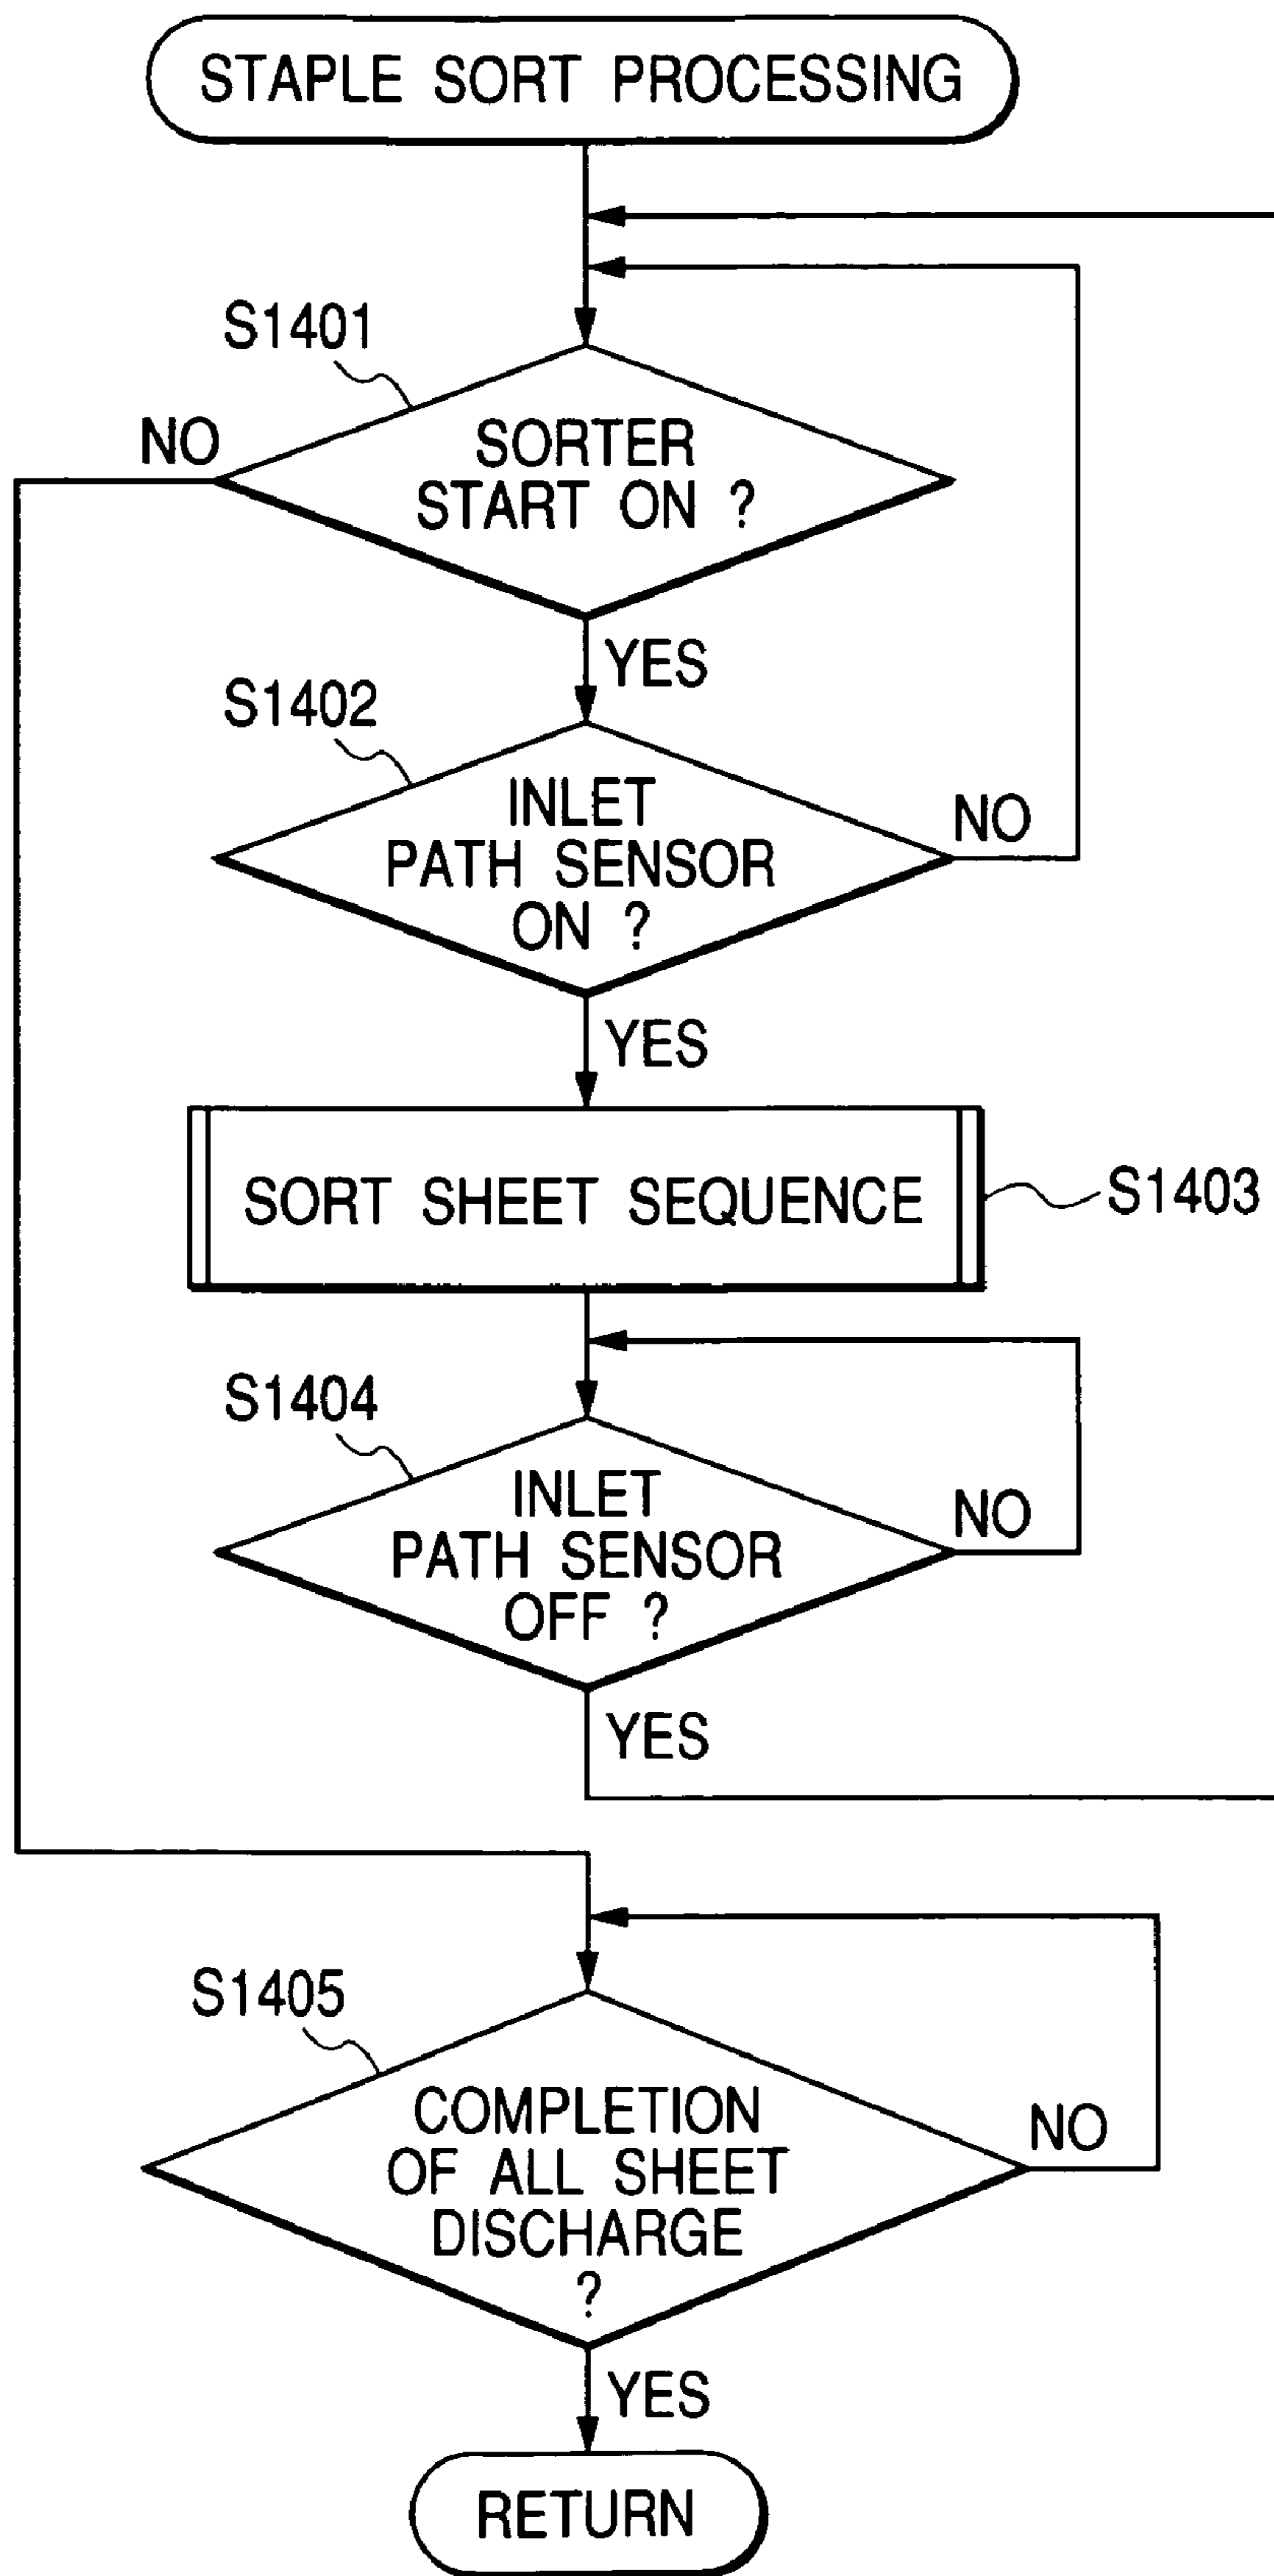 STAPLE SORT PROCESSING
S1401
NO
SORTER
START ON ?
YES
S1402
INLET
PATH SENSOR
ON ?
NO
YES
SORT SHEET SEQUENCE
S1403
S1404
INLET
PATH SENSOR
OFF ?
NO
YES
S1405
COMPLETION
OF ALL SHEET
DISCHARGE
?
NO
YES
RETURN